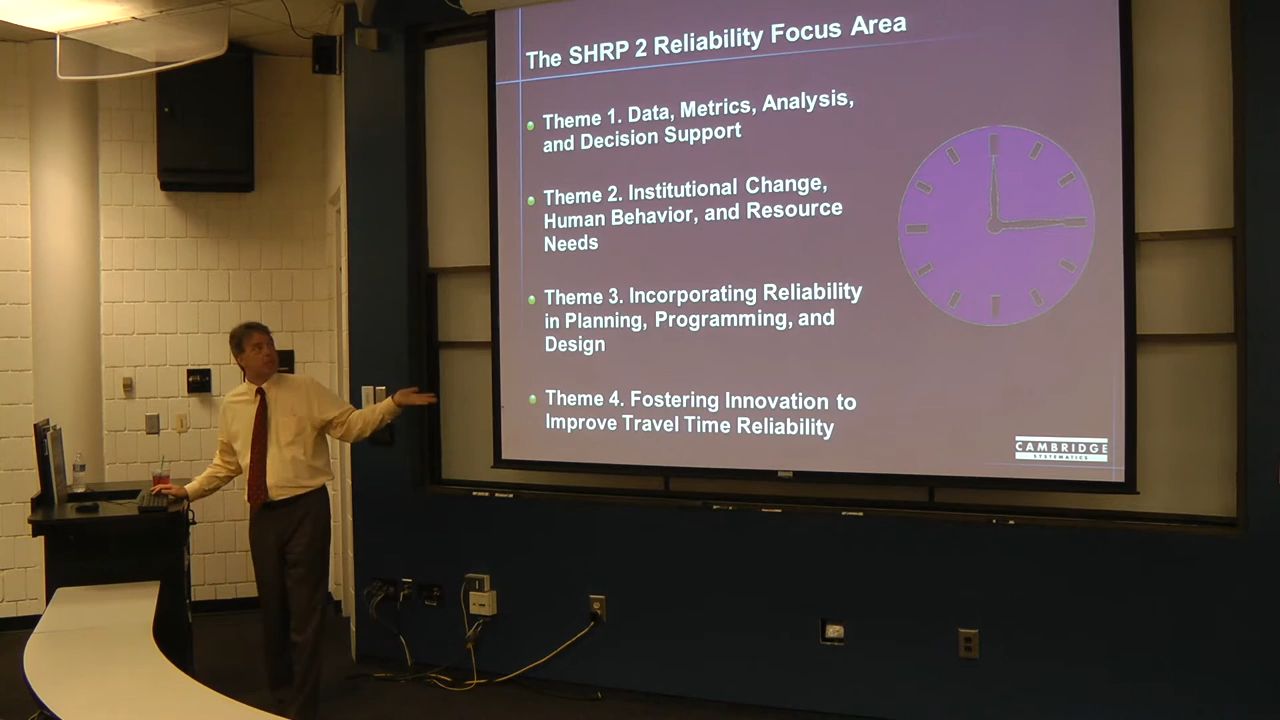 The SHRP 2 Reliability Focus Area
Theme 1. Data, Metrics, Analysis,
and Decision Support
Theme 2. Institutional Change,
Human Behavior, and Resource
Needs
Theme 3. Incorporating Reliability
in Planning, Programming, and
Design
Theme 4. Fostering Innovation to
Improve Travel Time Reliability
CAMBRIDGE
SYSTEMATICS